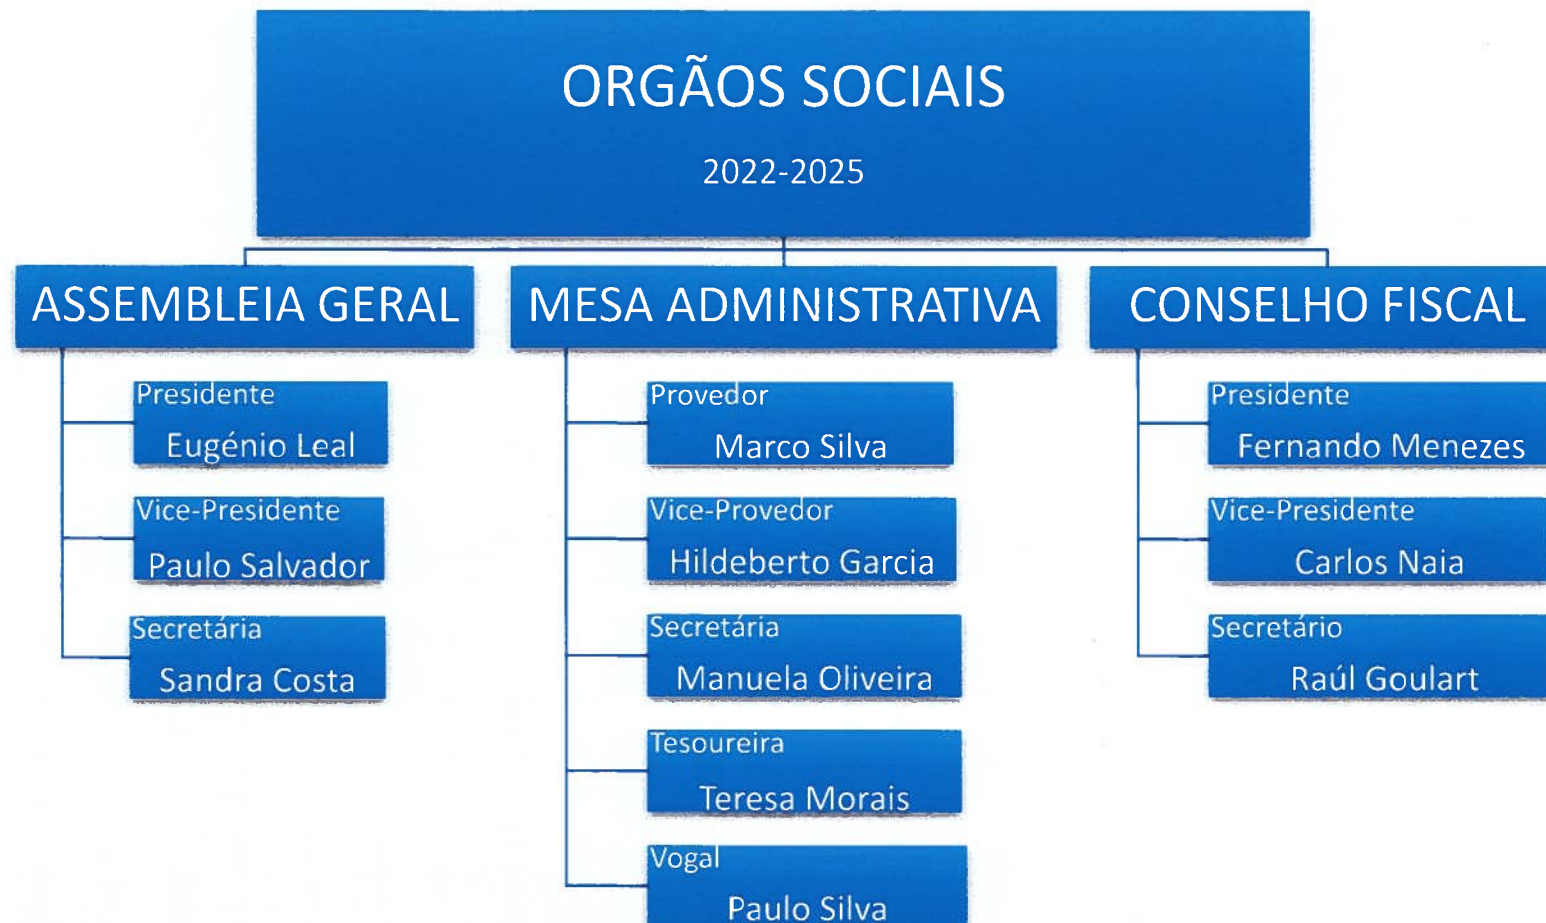 ORGÃOS SOCIAIS
2022-2025
ASSEMBLEIA GERAL
Presidente
Eugénio Leal
Vice-Presidente
Paulo Salvador
Secretária
Sandra Costa
MESA ADMINISTRATIVA
Provedor
Marco Silva
Vice-Provedor
Hildeberto Garcia
Secretária
Manuela Oliveira
Tesoureira
Teresa Morais
Vogal
Paulo Silva
CONSELHO FISCAL
Presidente
Fernando Menezes
Vice-Presidente
Carlos Naia
Secretário
Raúl Goulart